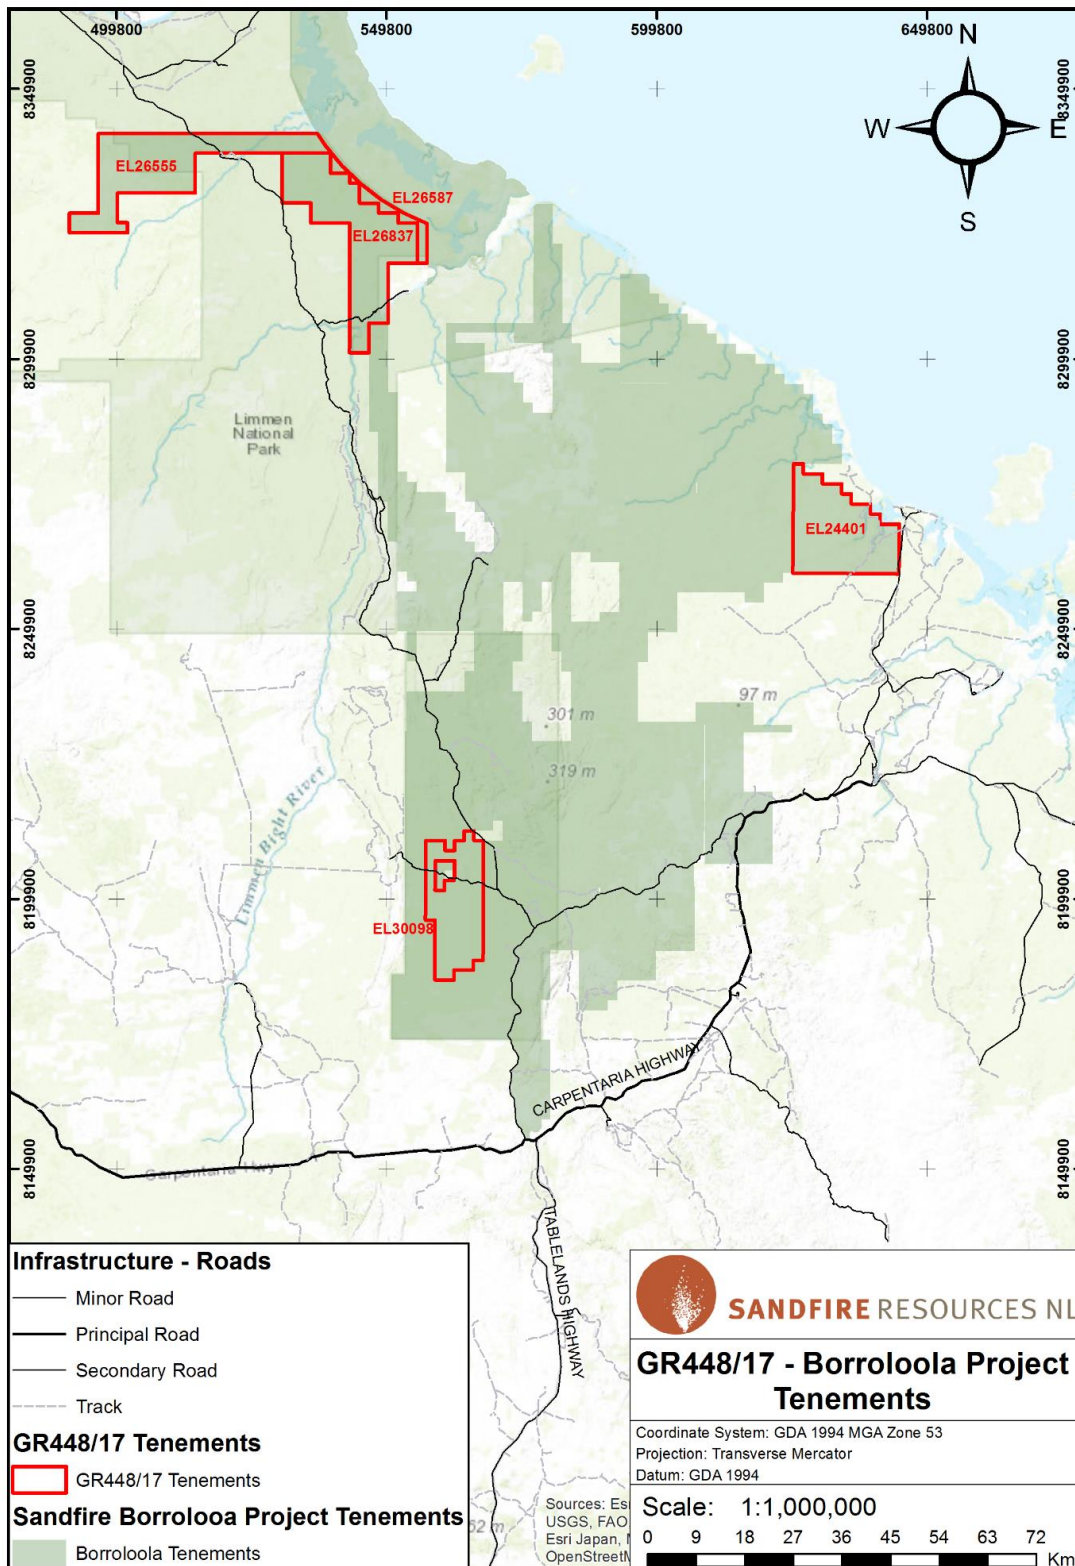 499800 549800 599800 649800
N
8349900 8349900
W E
S
EL26555
EL26587
EL26837
8299900 8299900
Limmen
National
Park
EL24401
8249900 8249900
97 m
301 m
319 m
Limmen Bight River
8199900 8199900
EL30098
CARPENTARIA HIGHWAY
8149900 8149900
Carpentaria Hwy
TABLELANDS HIGHWAY
Infrastructure - Roads
Minor Road
Principal Road
Secondary Road
Track
GR448/17 Tenements
GR448/17 Tenements
Sandfire Borrolooa Project Tenements
Borroloola Tenements
Sources: Esri
USGS, FAO
Esri Japan,
OpenStreetM
SANDFIRE RESOURCES NL
GR448/17 - Borroloola Project
Tenements
Coordinate System: GDA 1994 MGA Zone 53
Projection: Transverse Mercator
Datum: GDA 1994
Scale: 1:1,000,000
0 9 18 27 36 45 54 63 72
Km